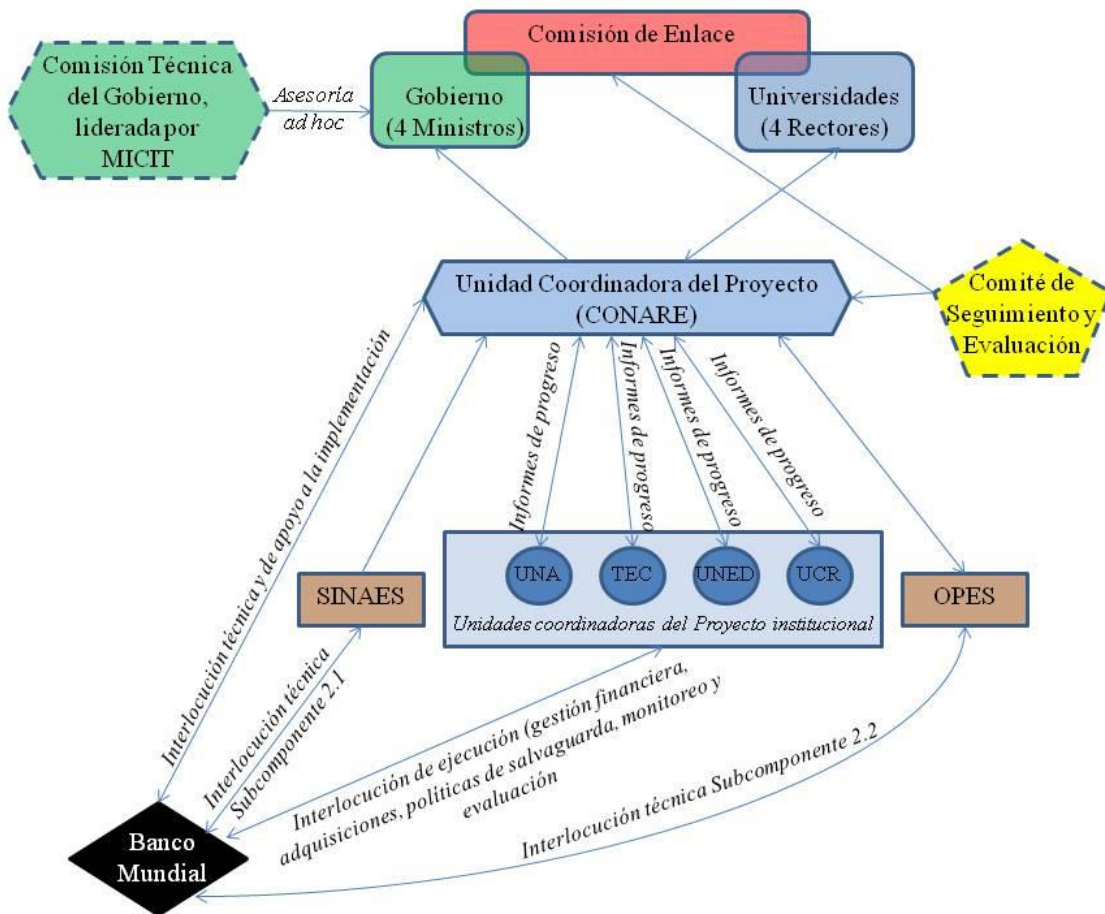 Comisión de Enlace
Comisión Técnica
del Gobierno,
liderada por
MICIT
Asesoría
ad hoc
Gobierno
(4 Ministros)
Universidades
(4 Rectores)
Unidad Coordinadora del Proyecto
(CONARE)
Comité de
Seguimiento y
Evaluación
Interlocución técnica y de apoyo a la implementación
Informes de progreso
Informes de progreso
Informes de progreso
Informes de progreso
SINAES
UNA
TEC
UNED
UCR
Unidades coordinadoras del Proyecto institucional
OPES
Interlocución técnica
Subcomponente 2.1
Interlocución de ejecución (gestión financiera,
adquisiciones, políticas de salvaguarda, monitoreo y
evaluación
Interlocución técnica Subcomponente 2.2
Banco
Mundial